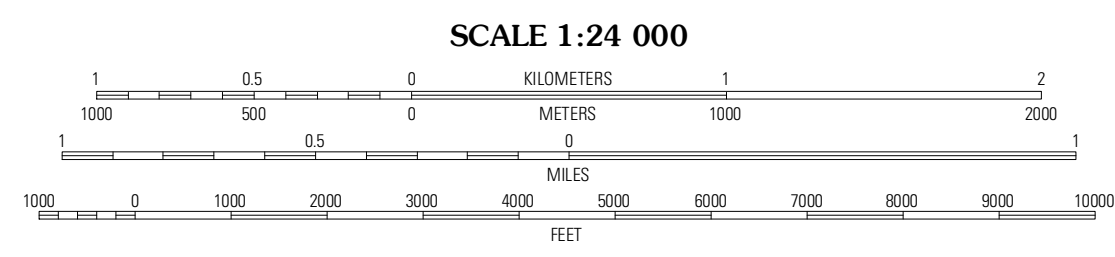 SCALE 1:24 000
1 0.5 0 KILOMETERS 1 2
1000 500 0 METERS 1000 2000
1 0.5 0 1
MILES
1000 0 1000 2000 3000 4000 5000 6000 7000 8000 9000 10000
FEET